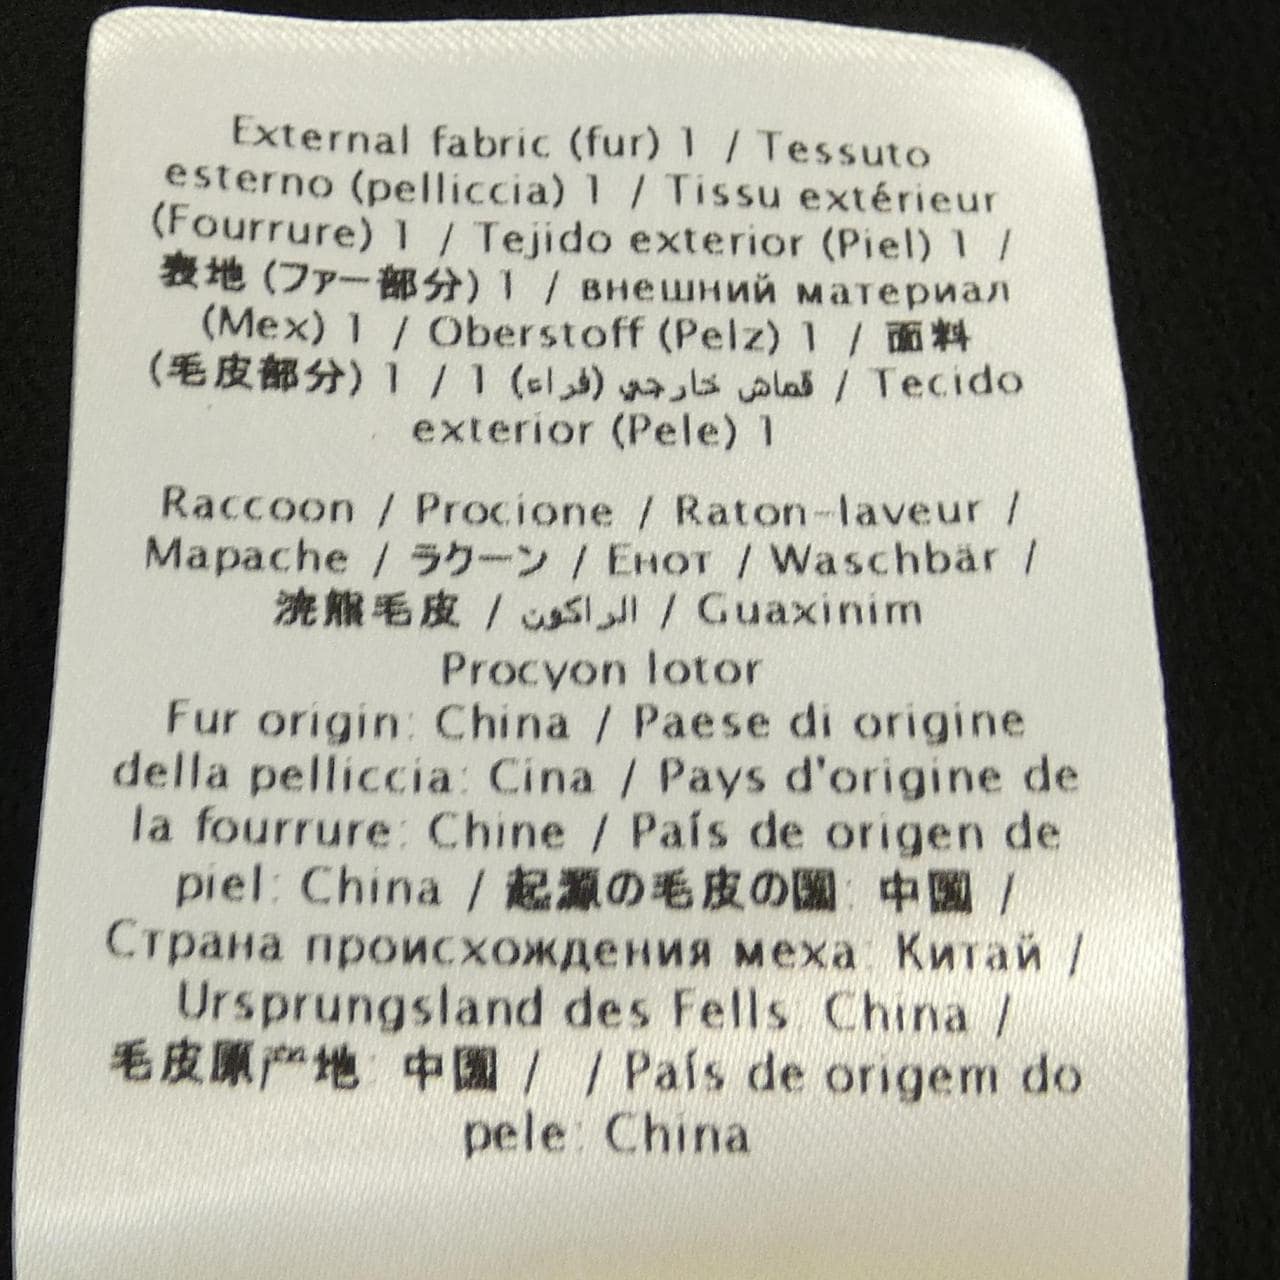 External fabric (fur) 1 / Tessuto
esterno (pelliccia) 1 / Tissu extérieur
(Fourrure) 1 / Tejido exterior (Piel) 1 /
表地 (ファー部分) 1 / внешний материал
(Мех) 1 / Oberstoff (Pelz) 1 / 面料
(毛皮部分) 1 / 1 قماش خارجي (فراء) / Tecido
exterior (Pele) 1
Raccoon / Procione / Raton-laveur /
Mapache / ラクーン / Енот / Waschbär /
浣熊毛皮 / الراكون / Guaxinim
Procyon lotor
Fur origin: China / Paese di origine
della pelliccia: Cina / Pays d'origine de
la fourrure: Chine / País de origen de
piel: China / 起源の毛皮の國: 中國 /
Страна происхождения меха: Китай /
Ursprungsland des Fells: China /
毛皮原产地: 中國 / / País de origem do
pele: China